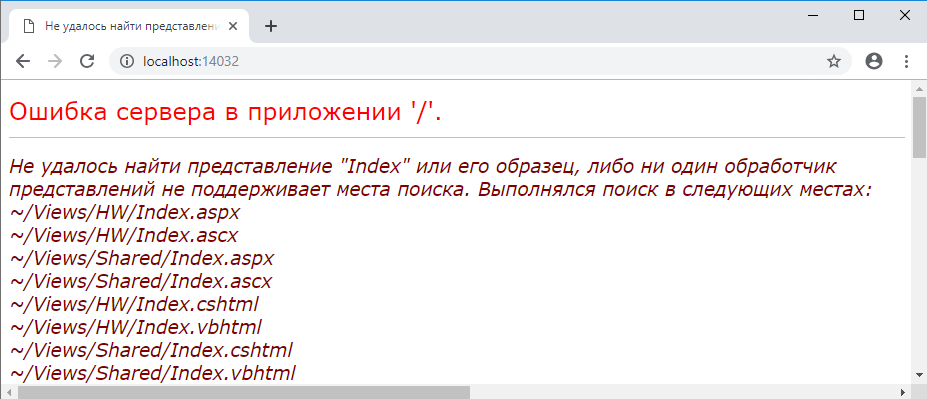 Не удалось найти представлени
localhost:14032
Ошибка сервера в приложении '/'.
Не удалось найти представление "Index" или его образец, либо ни один обработчик
представлений не поддерживает места поиска. Выполнялся поиск в следующих местах:
~/Views/HW/Index.aspx
~/Views/HW/Index.ascx
~/Views/Shared/Index.aspx
~/Views/Shared/Index.ascx
~/Views/HW/Index.cshtml
~/Views/HW/Index.vbhtml
~/Views/Shared/Index.cshtml
~/Views/Shared/Index.vbhtml